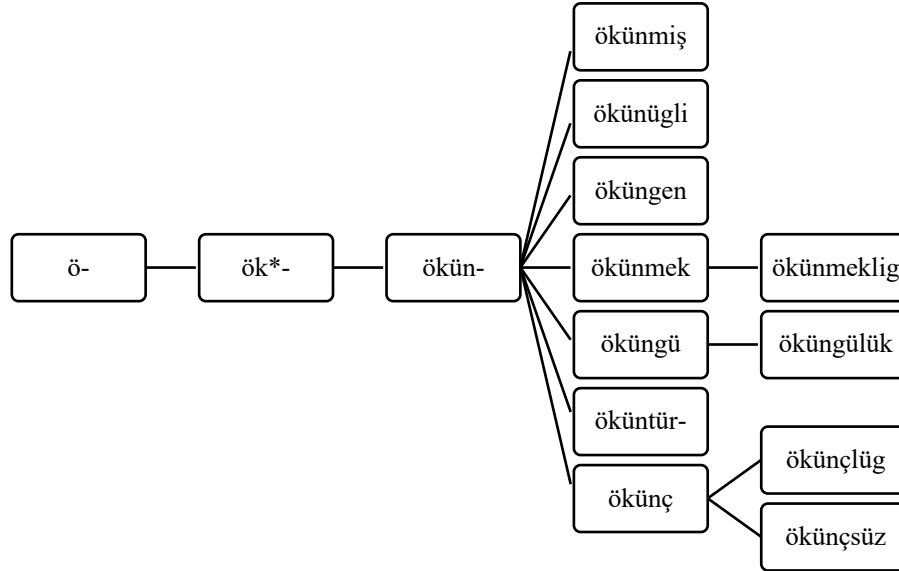 ö-
ök*-
ökün-
ökünmiş
ökünügli
öküngen
ökünmek
ökünmeklig
öküngü
öküngülük
öküntür-
ökünç
ökünçlüg
ökünçsüz